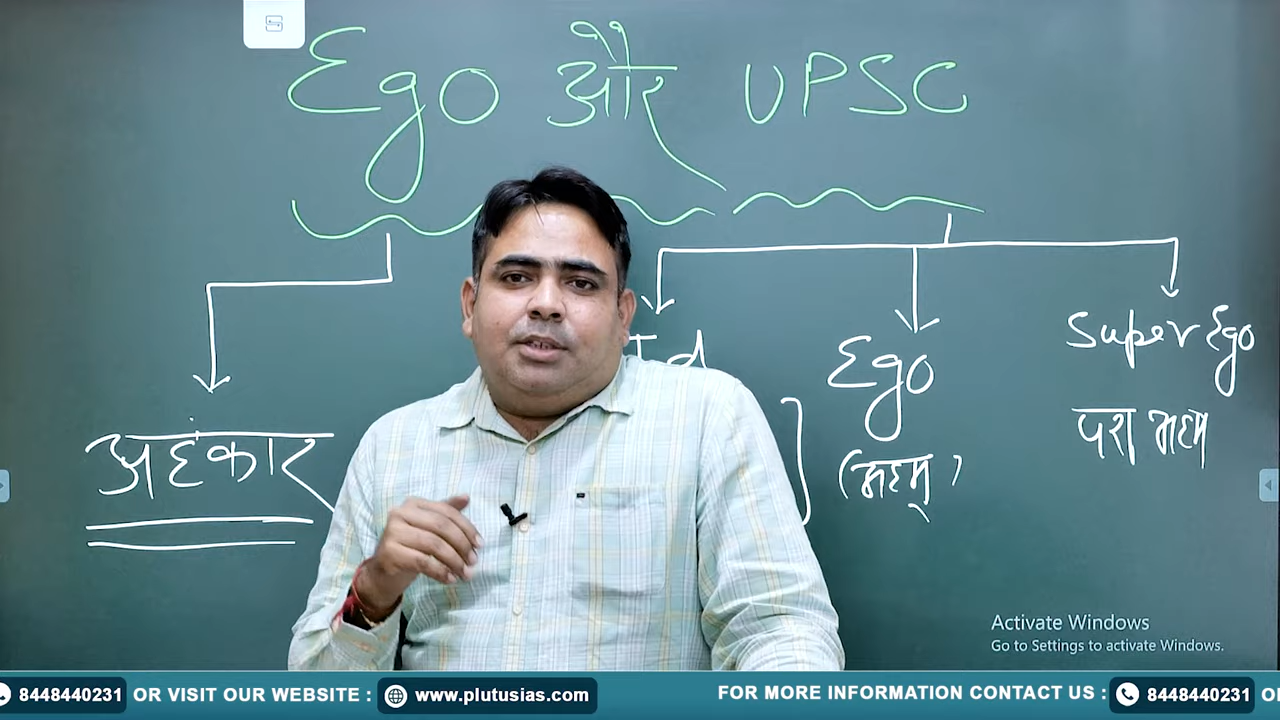 Ego और UPSC
Id
Ego
Super Ego
अहंकार
(अहम्)
परा अहम
Activate Windows
Go to Settings to activate Windows.
8448440231 OR VISIT OUR WEBSITE : www.plutusias.com FOR MORE INFORMATION CONTACT US : 8448440231